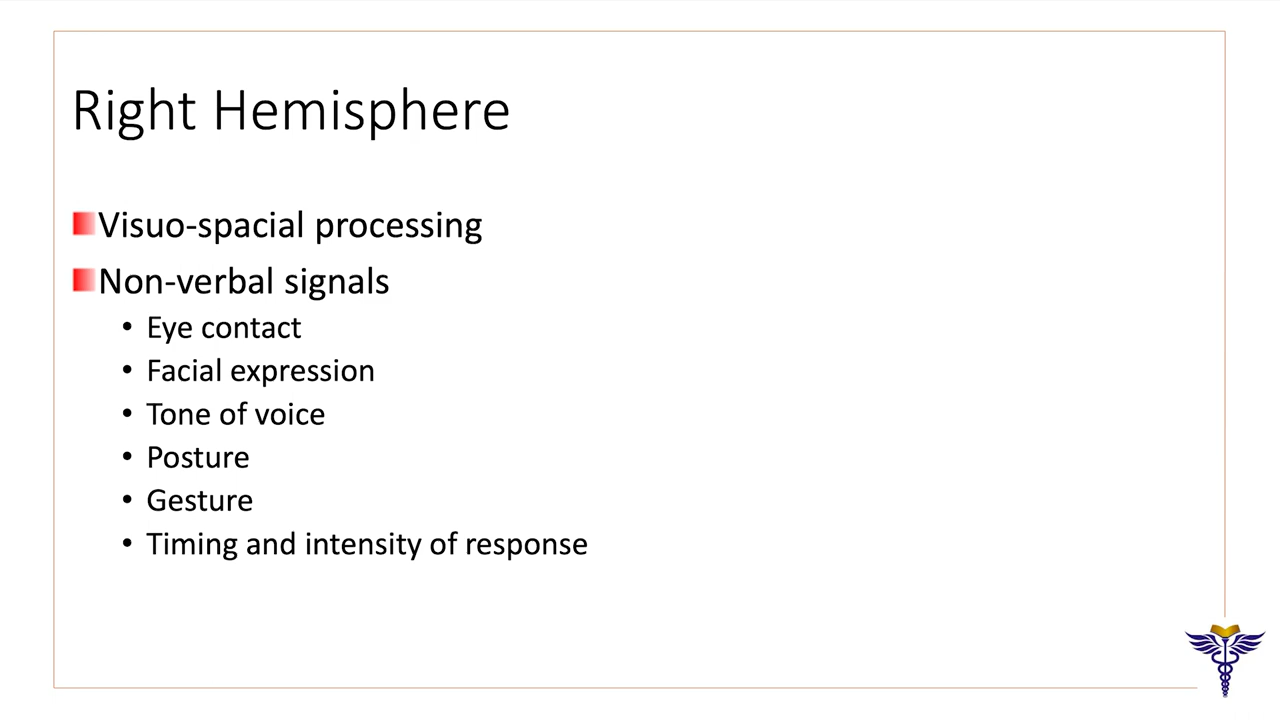 Right Hemisphere
Visuo-spacial processing
Non-verbal signals
• Eye contact
• Facial expression
• Tone of voice
• Posture
• Gesture
• Timing and intensity of response